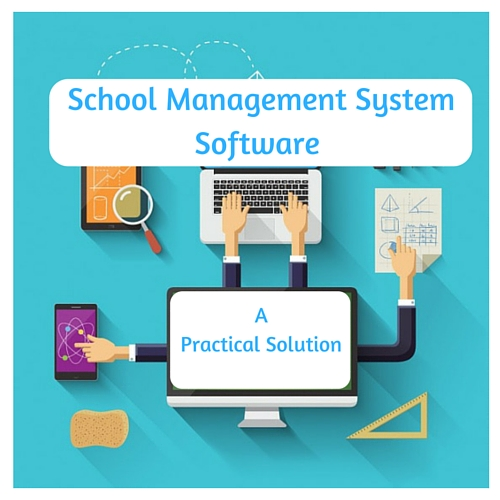 School Management System
Software
A
Practical Solution